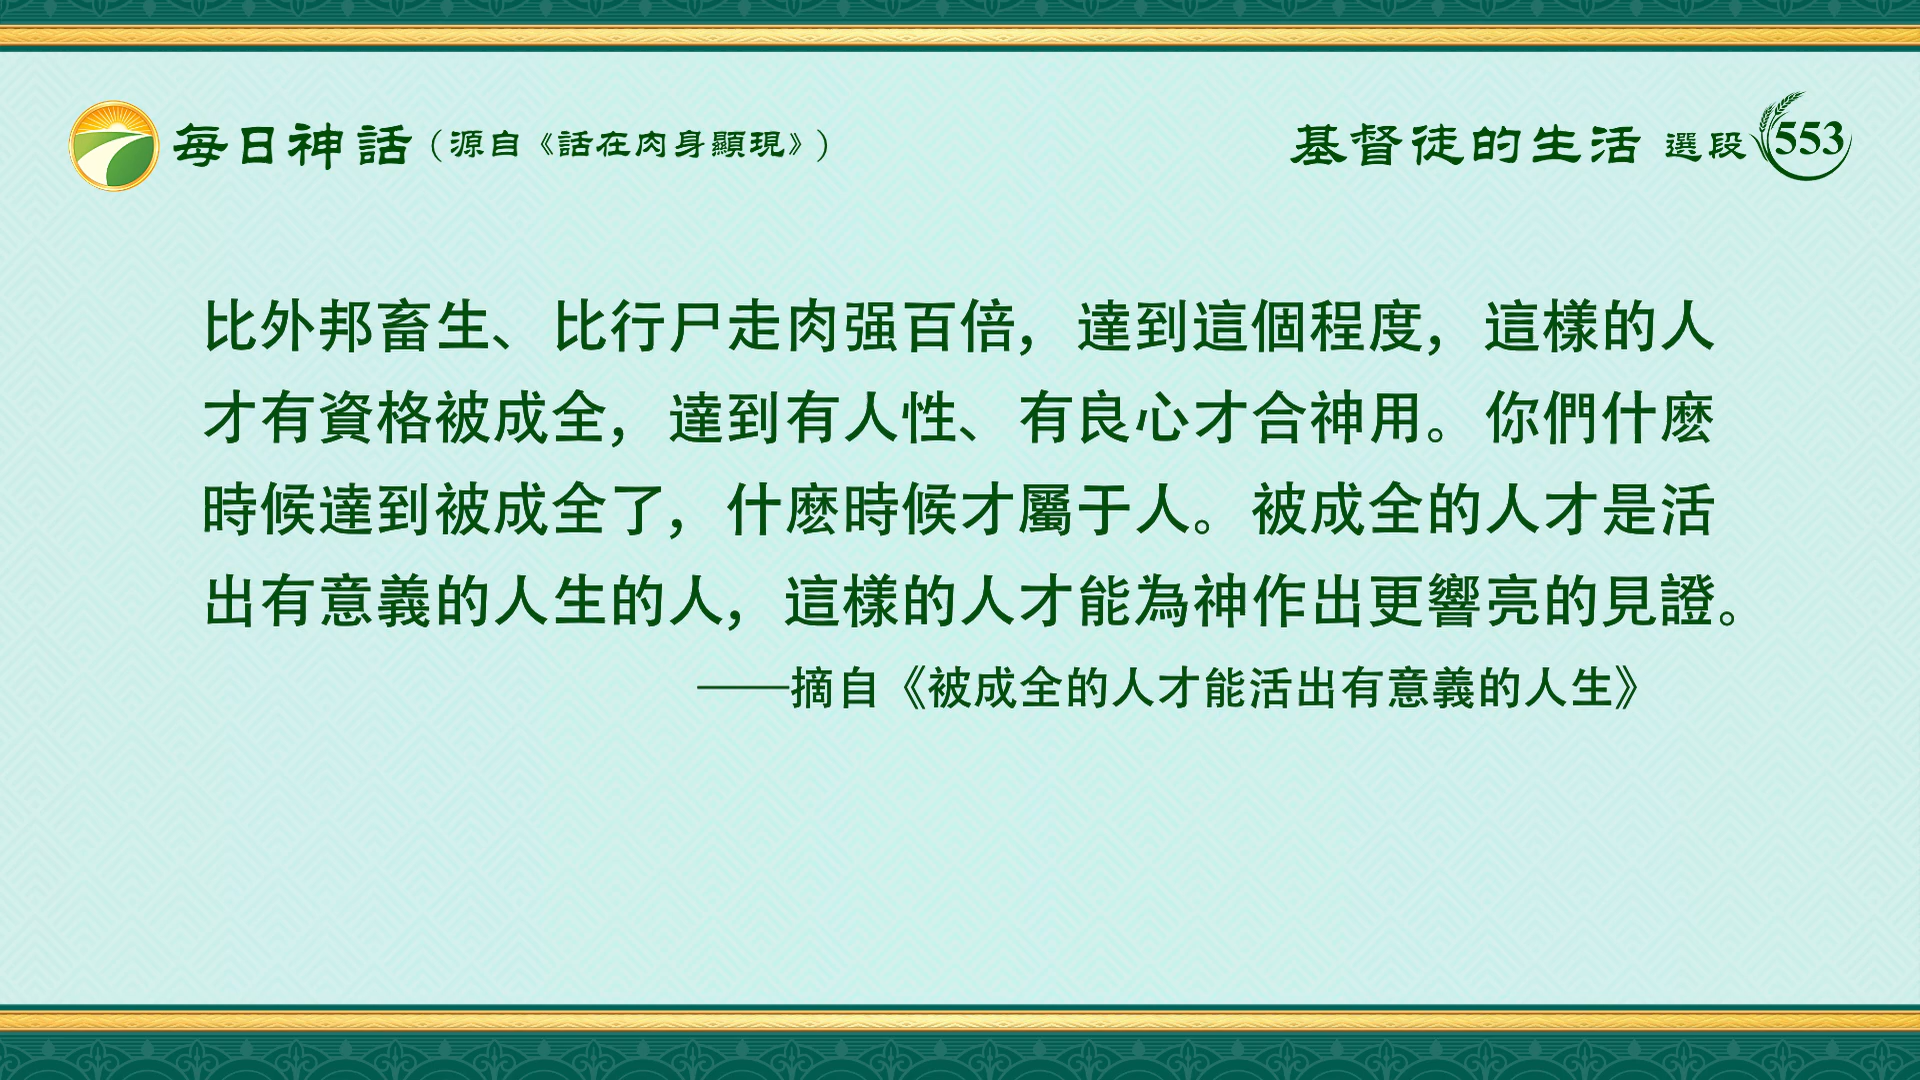 每日神話（源自《話在肉身顯現》）
基督徒的生活 選段 553
比外邦畜生、比行尸走肉强百倍，達到這個程度，這樣的人
才有資格被成全，達到有人性、有良心才合神用。你們什麽
時候達到被成全了，什麽時候才屬于人。被成全的人才是活
出有意義的人生的人，這樣的人才能為神作出更響亮的見證。
——摘自《被成全的人才能活出有意義的人生》